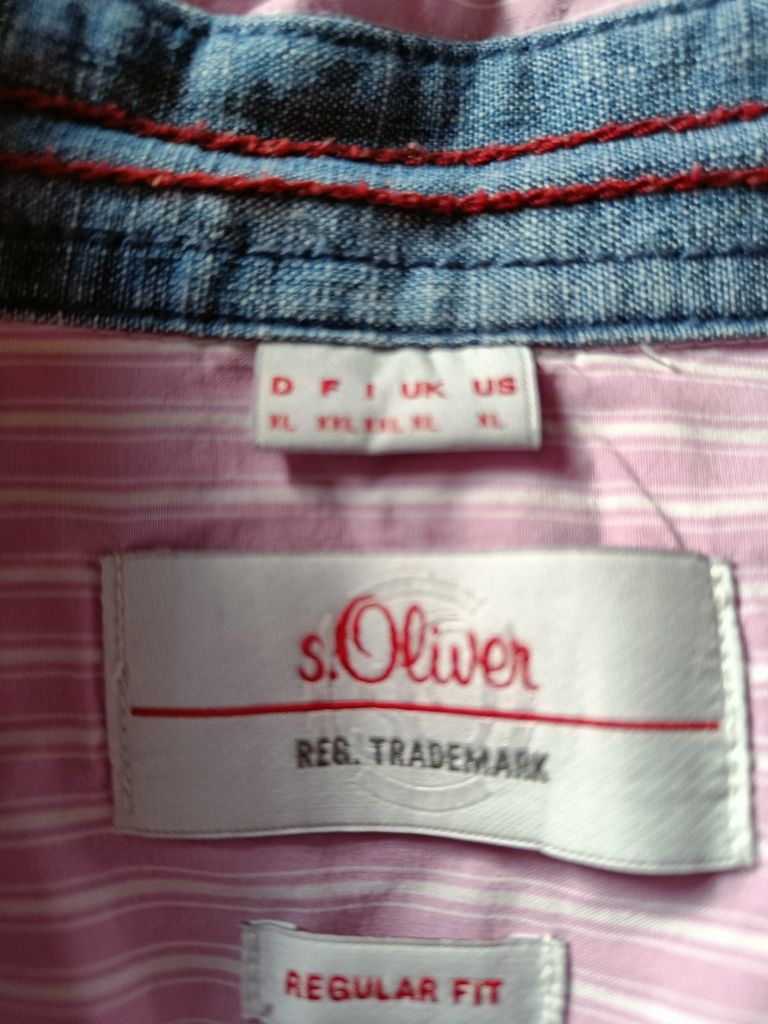 D F I UK US
XL XXL XXL XL XL
s.Oliver
REG. TRADEMARK
REGULAR FIT